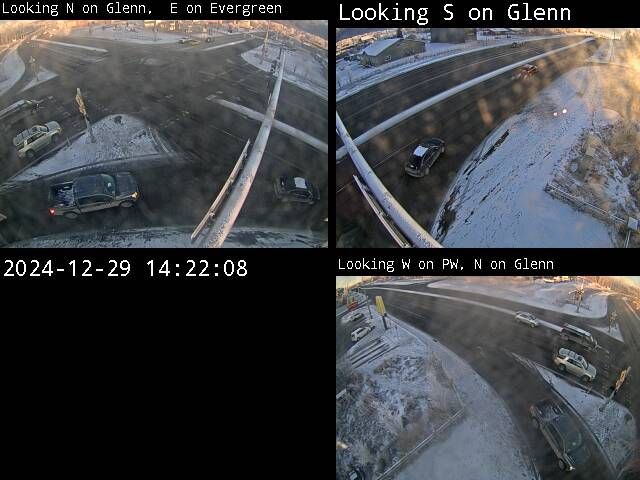 Looking N on Glenn,  E on Evergreen
Looking S on Glenn
2024-12-29 14:22:08
Looking W on PW, N on Glenn